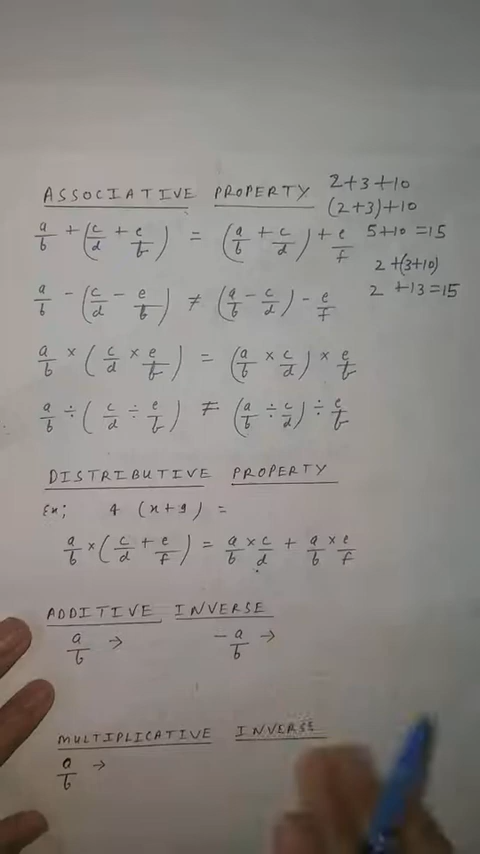 ASSOCIATIVE PROPERTY
a/b + (c/d + e/b) = (a/b + c/d) + e/f
a/b - (c/d - e/b) ≠ (a/b - c/d) - e/f
a/b × (c/d × e/b) = (a/b × c/d) × e/b
a/b ÷ (c/d ÷ e/b) ≠ (a/b ÷ c/d) ÷ e/b
2+3+10
(2+3)+10
5+10=15
2+(3+10)
2 +13=15
DISTRIBUTIVE PROPERTY
Ex; 4 (x+9) =
a/b × (c/d + e/f) = a/b × c/d + a/b × e/f
ADDITIVE INVERSE
a/b → -a/b →
MULTIPLICATIVE INVERSE
a/b →